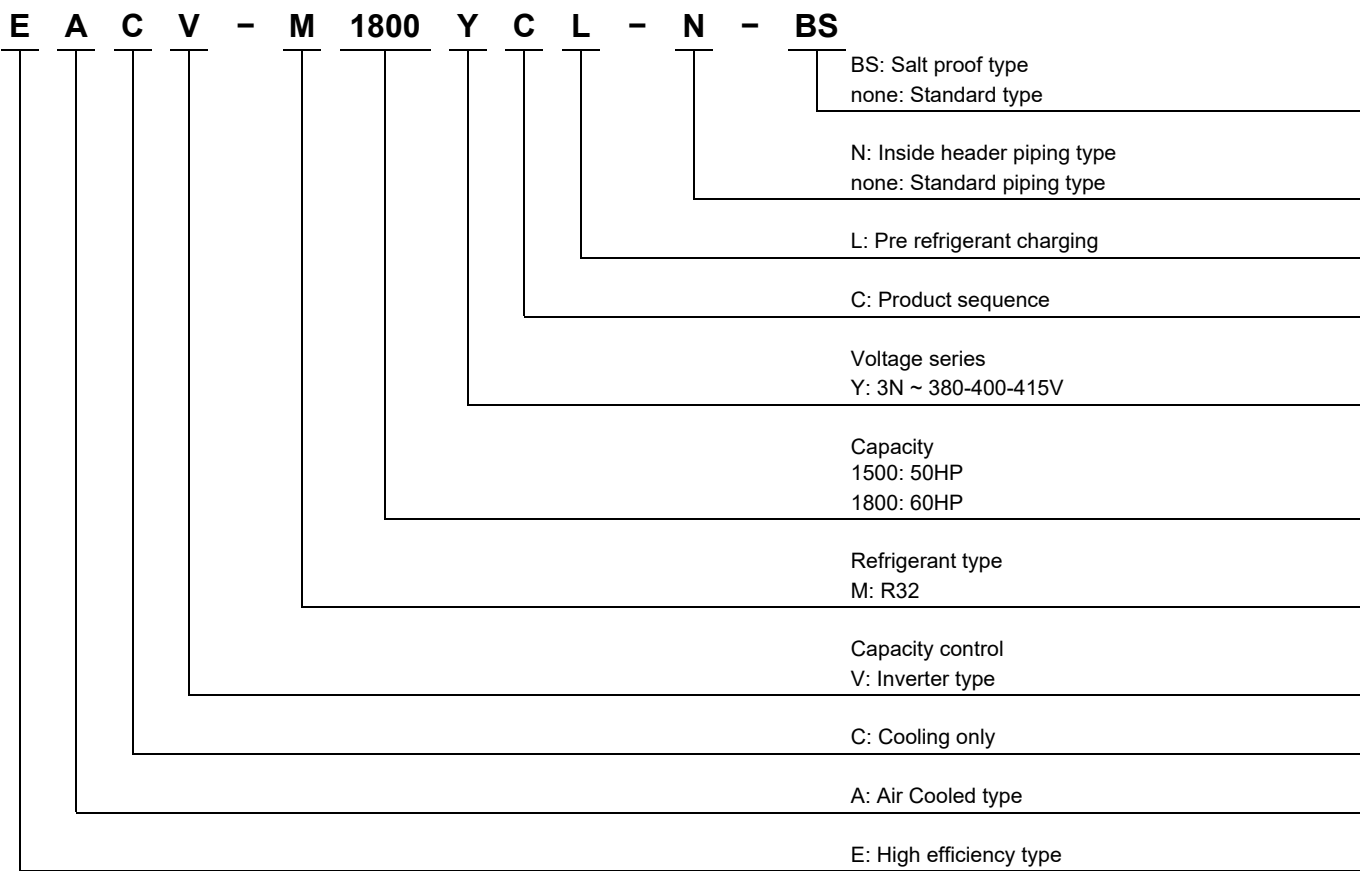 E A C V - M 1800 Y C L - N - BS
BS: Salt proof type
none: Standard type
N: Inside header piping type
none: Standard piping type
L: Pre refrigerant charging
C: Product sequence
Voltage series
Y: 3N ~ 380-400-415V
Capacity
1500: 50HP
1800: 60HP
Refrigerant type
M: R32
Capacity control
V: Inverter type
C: Cooling only
A: Air Cooled type
E: High efficiency type